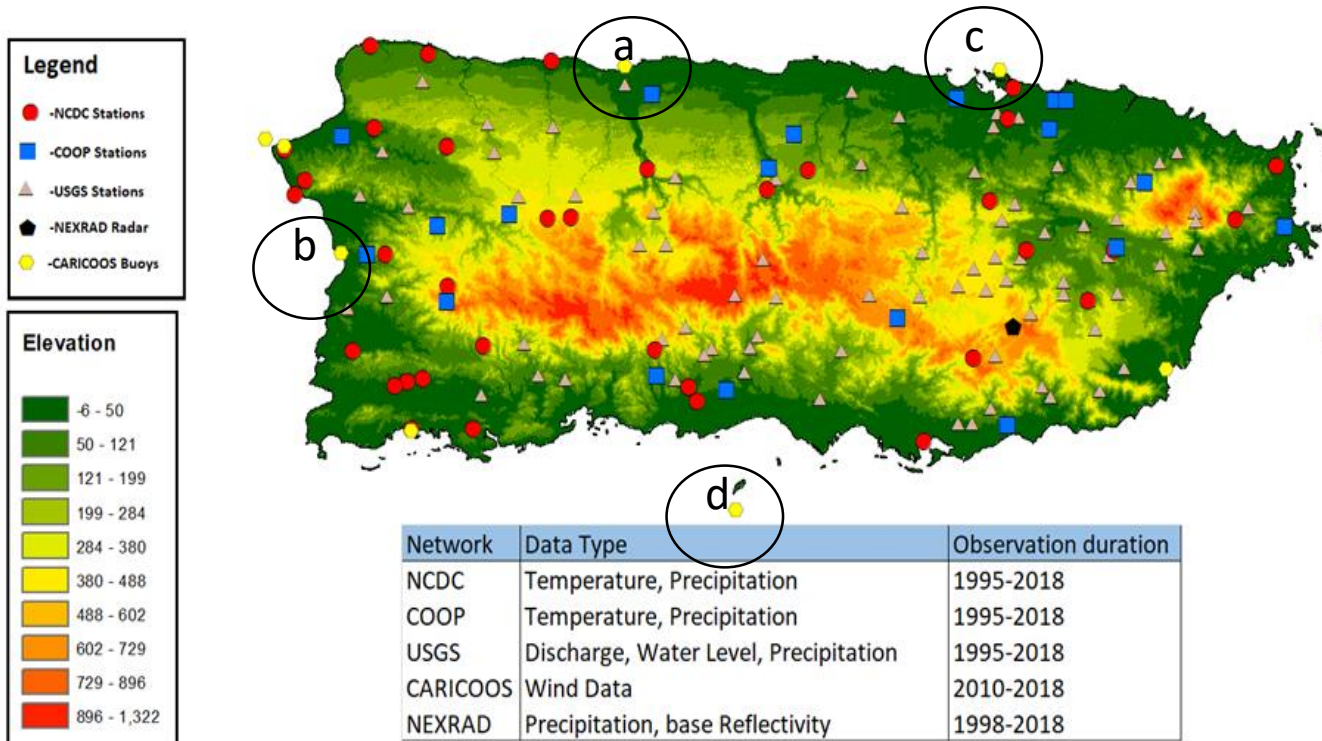 a
c
b
d
Legend
-NCDC Stations
-COOP Stations
-USGS Stations
-NEXRAD Radar
-CARICOOS Buoys
Elevation
-6 - 50
50 - 121
121 - 199
199 - 284
284 - 380
380 - 488
488 - 602
602 - 729
729 - 896
896 - 1,322
Network Data Type Observation duration
NCDC Temperature, Precipitation 1995-2018
COOP Temperature, Precipitation 1995-2018
USGS Discharge, Water Level, Precipitation 1995-2018
CARICOOS Wind Data 2010-2018
NEXRAD Precipitation, base Reflectivity 1998-2018